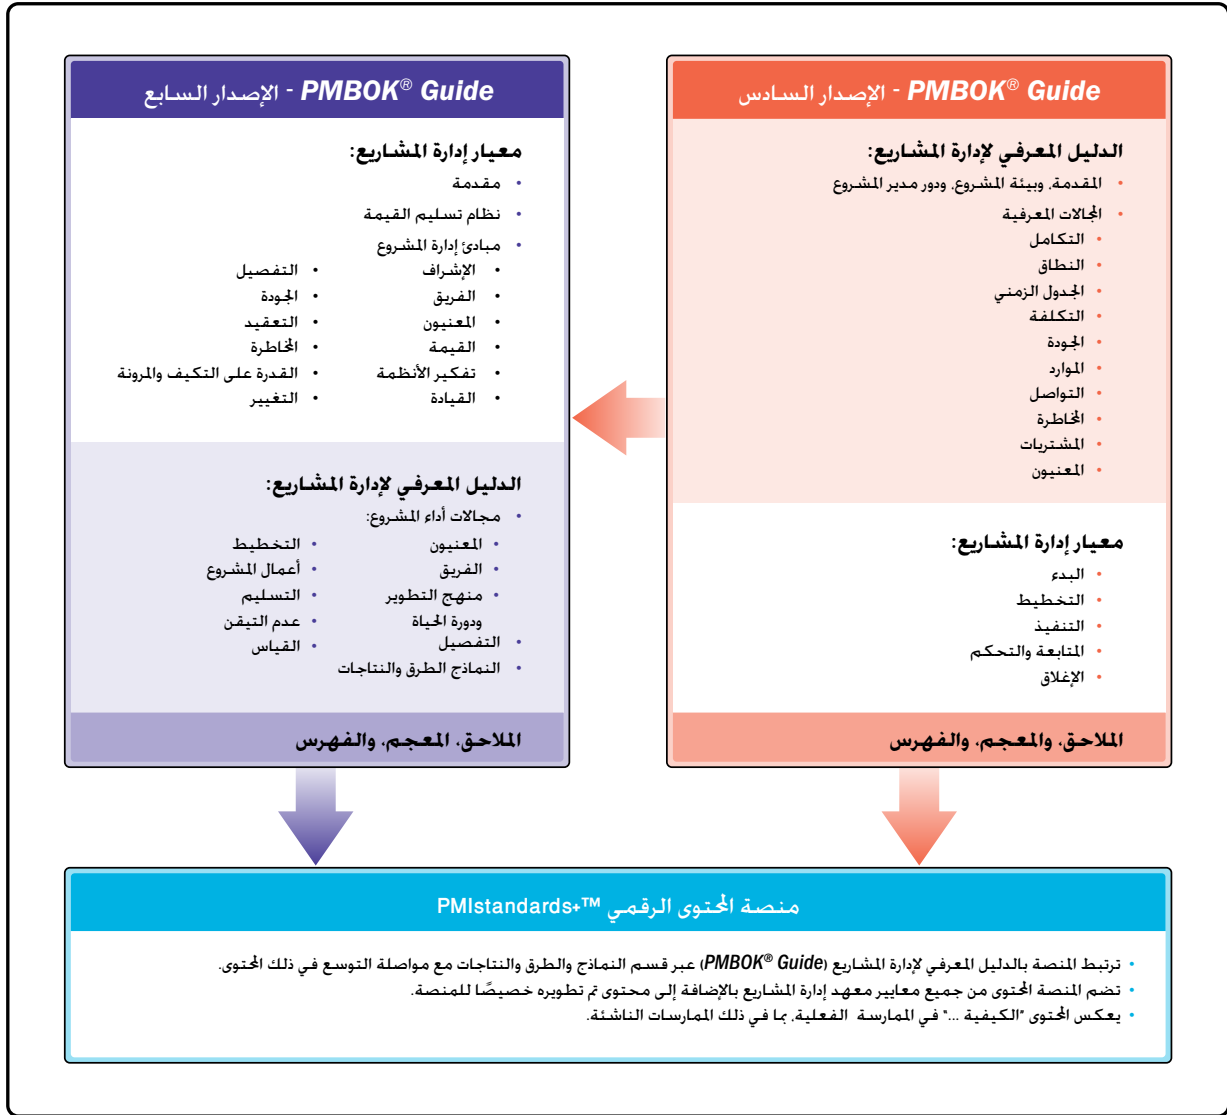 PMBOK® Guide - الإصدار السادس
الدليل المعرفي لإدارة المشاريع:
• المقدمة، وبيئة المشروع، ودور مدير المشروع
• المجالات المعرفية
• التكامل
• النطاق
• الجدول الزمني
• التكلفة
• الجودة
• الموارد
• التواصل
• المخاطرة
• المشتريات
• المعنيون
معيار إدارة المشاريع:
• البدء
• التخطيط
• التنفيذ
• المتابعة والتحكم
• الإغلاق
الملاحق، والمعجم، والفهرس
PMBOK® Guide - الإصدار السابع
معيار إدارة المشاريع:
• مقدمة
• نظام تسليم القيمة
• مبادئ إدارة المشروع
• الإشراف
• الفريق
• المعنيون
• القيمة
• تفكير الأنظمة
• القيادة
• التفصيل
• الجودة
• التعقيد
• المخاطرة
• القدرة على التكيف والمرونة
• التغيير
الدليل المعرفي لإدارة المشاريع:
• مجالات أداء المشروع:
• المعنيون
• الفريق
• منهج التطوير
ودورة الحياة
• التخطيط
• أعمال المشروع
• التسليم
• عدم التيقن
• القياس
• التفصيل
• النماذج الطرق والنتاجات
الملاحق، المعجم، والفهرس
منصة المحتوى الرقمي PMIstandards+™
• ترتبط المنصة بالدليل المعرفي لإدارة المشاريع (PMBOK® Guide) عبر قسم النماذج والطرق والنتاجات مع مواصلة التوسع في ذلك المحتوى.
• تضم المنصة المحتوى من جميع معايير معهد إدارة المشاريع بالإضافة إلى محتوى تم تطويره خصيصًا للمنصة.
• يعكس المحتوى "الكيفية ..." في الممارسة الفعلية، بما في ذلك الممارسات الناشئة.